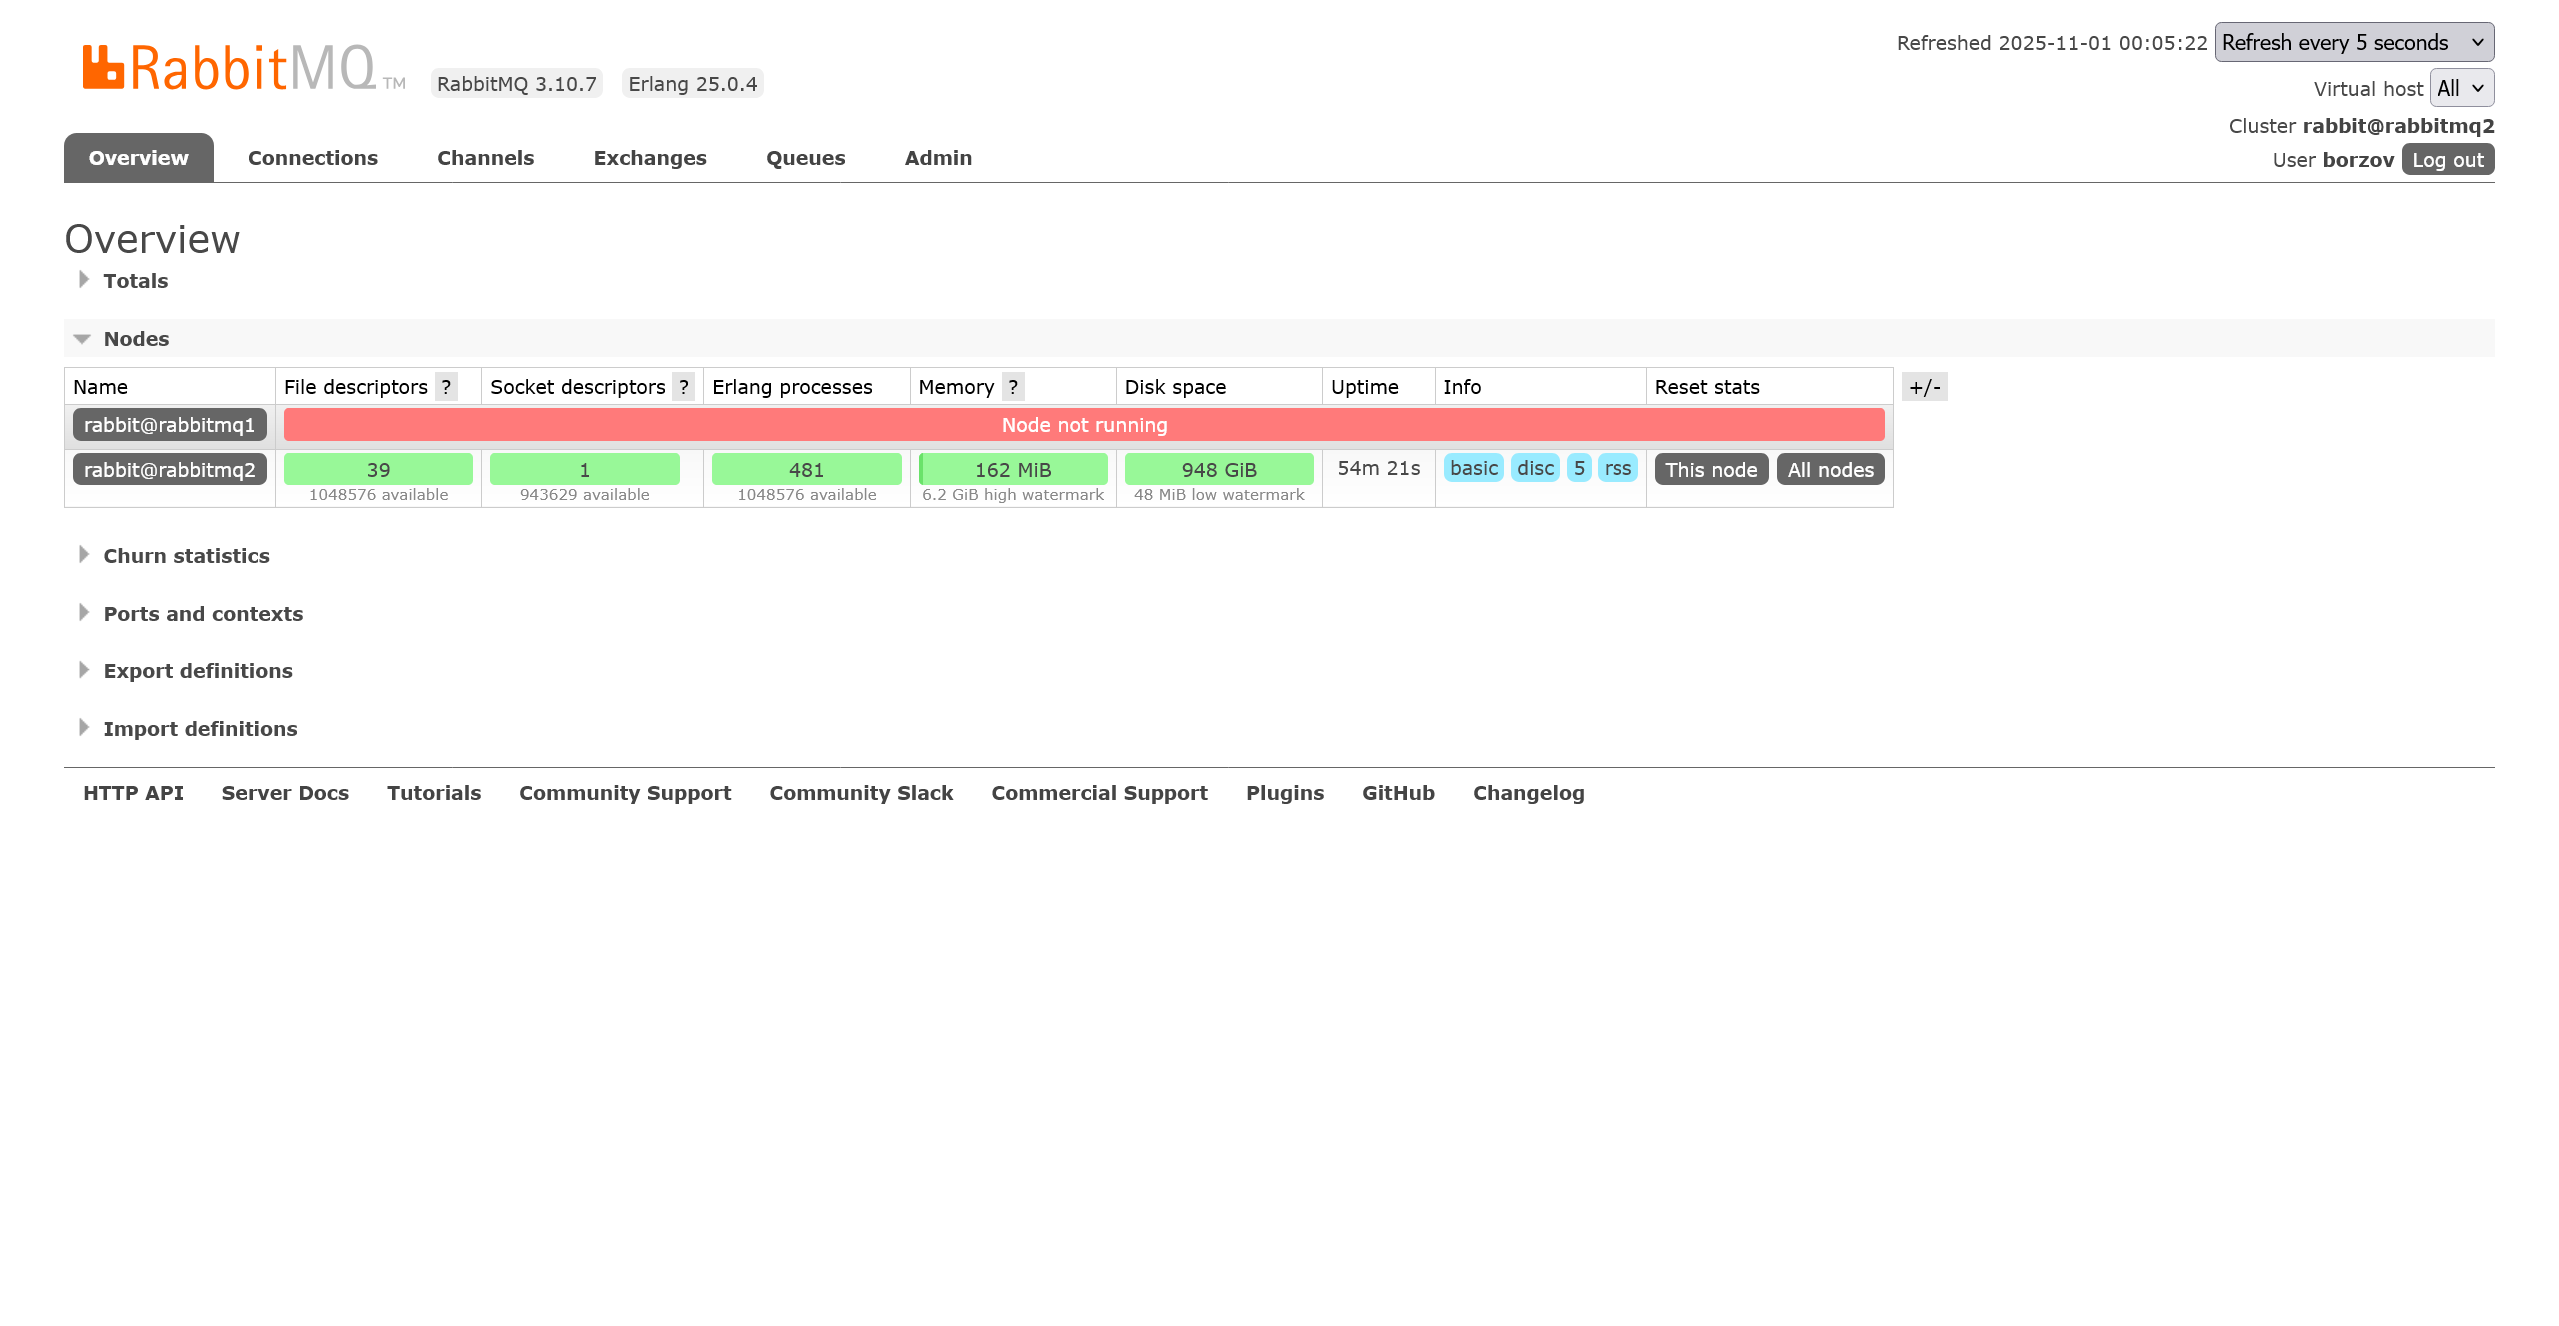 Refreshed 2025-11-01 00:05:22 Refresh every 5 seconds
RabbitMQ TM RabbitMQ 3.10.7 Erlang 25.0.4
Virtual host All
Cluster rabbit@rabbitmq2
User borzov Log out
Overview Connections Channels Exchanges Queues Admin
Overview
Totals
Nodes
Name File descriptors ? Socket descriptors ? Erlang processes Memory ? Disk space Uptime Info Reset stats +/-
rabbit@rabbitmq1 Node not running
rabbit@rabbitmq2 39 1 481 162 MiB 948 GiB 54m 21s basic disc 5 rss This node All nodes
1048576 available 943629 available 1048576 available 6.2 GiB high watermark 48 MiB low watermark
Churn statistics
Ports and contexts
Export definitions
Import definitions
HTTP API Server Docs Tutorials Community Support Community Slack Commercial Support Plugins GitHub Changelog